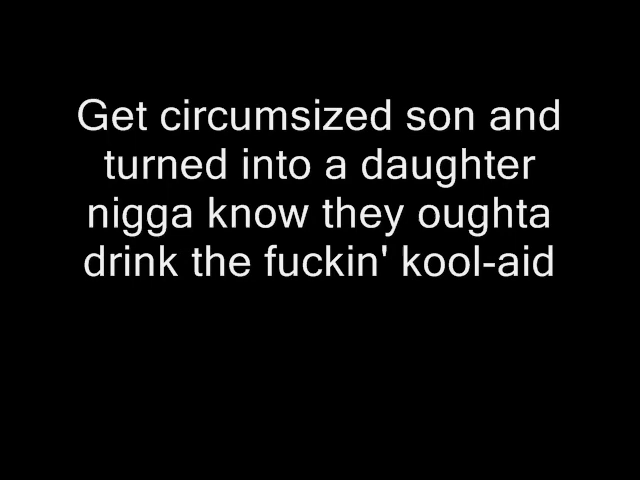 Get circumsized son and
turned into a daughter
nigga know they oughta
drink the fuckin' kool-aid